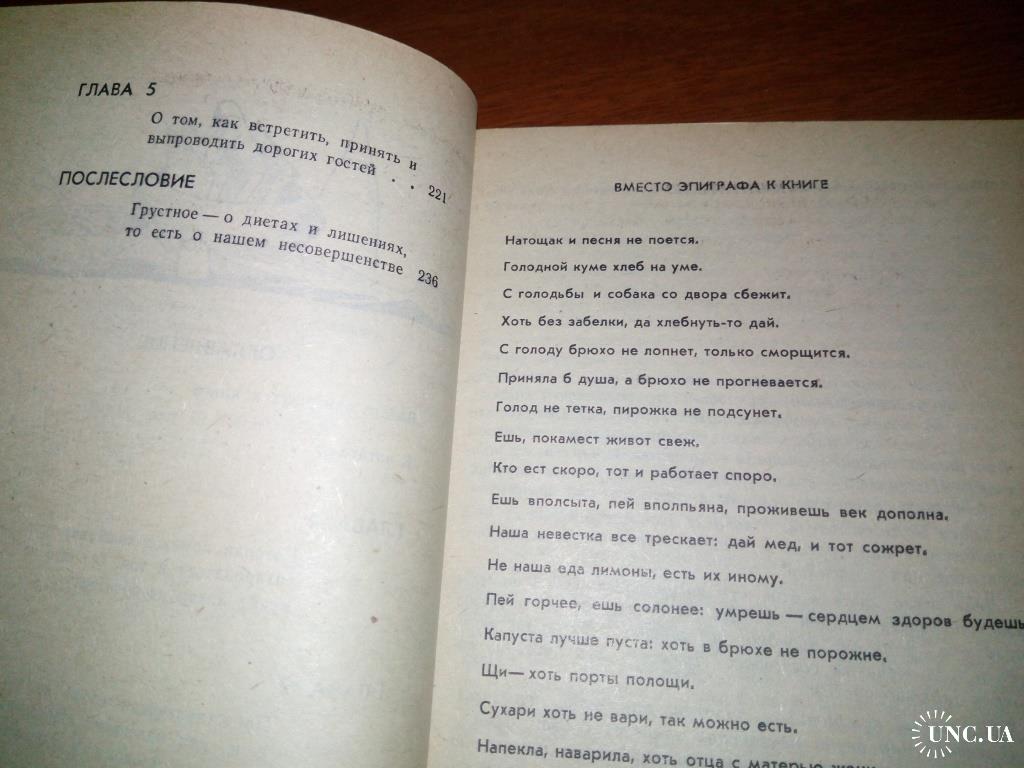 ГЛАВА 5
О том, как встретить, принять и
выпроводить дорогих гостей . . 221
ПОСЛЕСЛОВИЕ
Грустное — о диетах и лишениях,
то есть о нашем несовершенстве 236
ВМЕСТО ЭПИГРАФА К КНИГЕ
Натощак и песня не поется.
Голодной куме хлеб на уме.
С голодьбы и собака со двора сбежит.
Хоть без забелки, да хлебнуть-то дай.
С голоду брюхо не лопнет, только сморщится.
Приняла б душа, а брюхо не прогневается.
Голод не тетка, пирожка не подсунет.
Ешь, покамест живот свеж.
Кто ест скоро, тот и работает споро.
Ешь вполсыта, пей вполпьяна, проживешь век дополна.
Наша невестка все трескает: дай мед, и тот сожрет.
Не наша еда лимоны, есть их иному.
Пей горчее, ешь солонее: умрешь — сердцем здоров будешь
Капуста лучше пуста: хоть в брюхе не порожне.
Щи — хоть порты полощи.
Сухари хоть не вари, так можно есть.
Напекла, наварила, хоть отца с матерью
UNC.UA